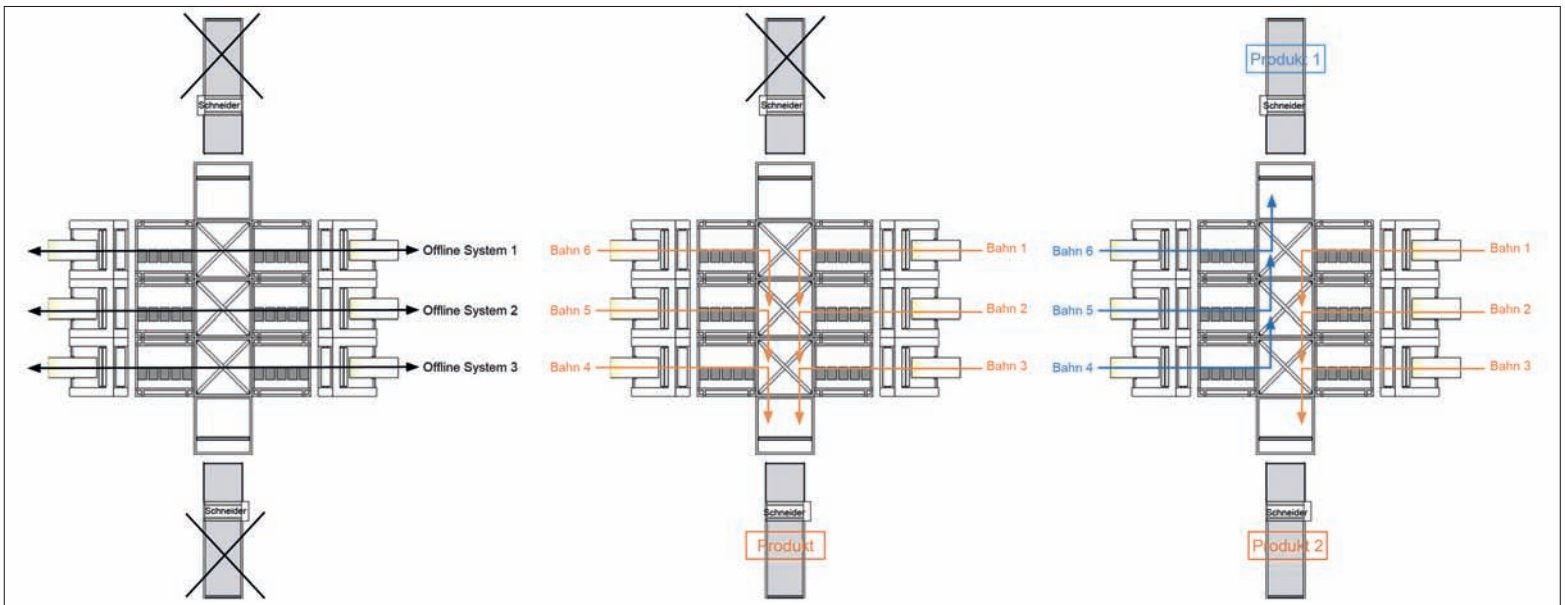 Schneider
Offline System 1
Offline System 2
Offline System 3
Schneider
Schneider
Bahn 6
Bahn 1
Bahn 5
Bahn 2
Bahn 4
Bahn 3
Schneider
Produkt
Produkt 1
Schneider
Bahn 6
Bahn 1
Bahn 5
Bahn 2
Bahn 4
Bahn 3
Schneider
Produkt 2